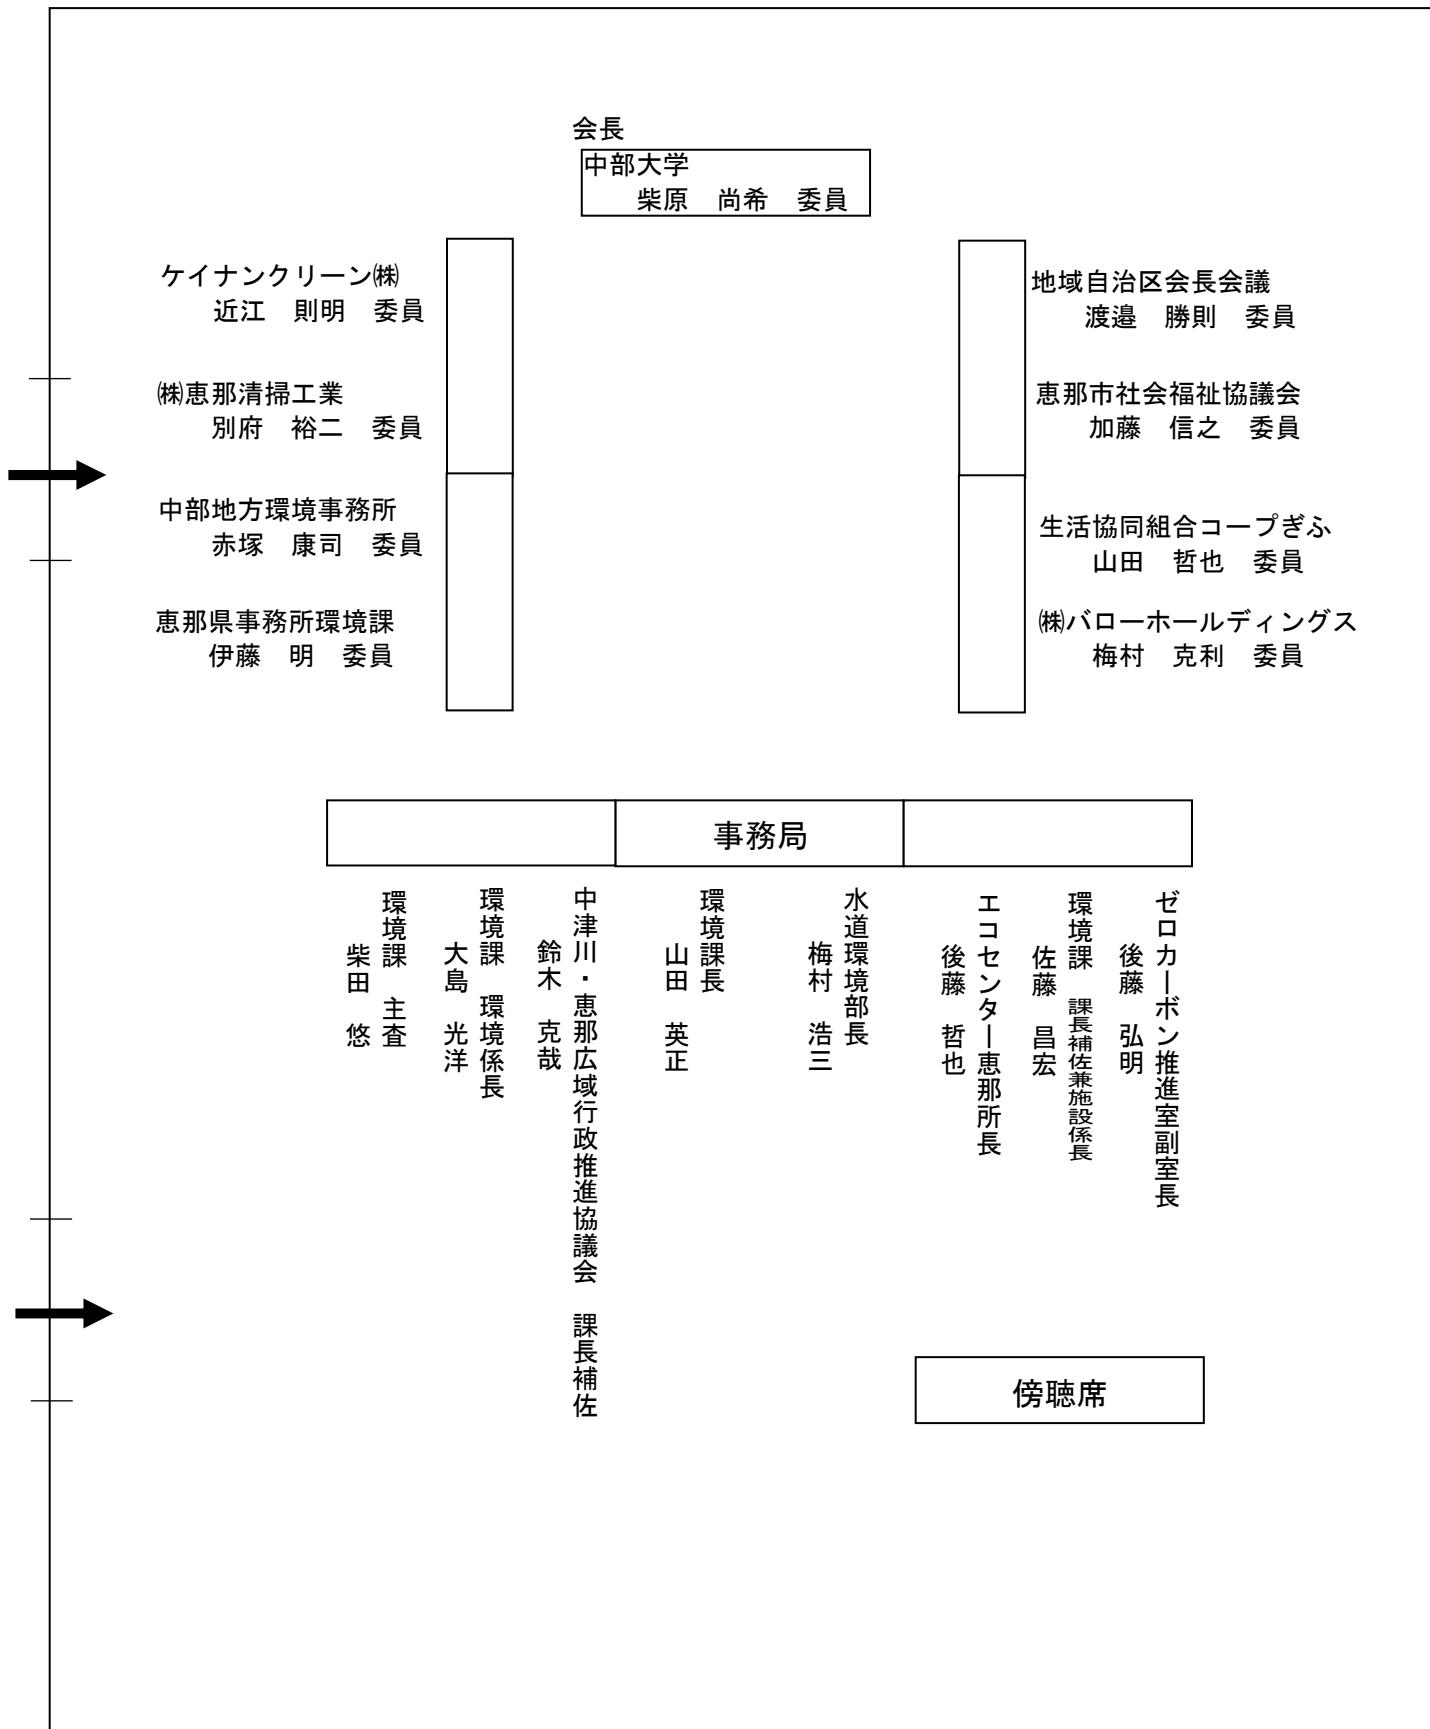 会長
中部大学
柴原　尚希　委員
ケイナンクリーン㈱
近江　則明　委員
㈱恵那清掃工業
別府　裕二　委員
中部地方環境事務所
赤塚　康司　委員
恵那県事務所環境課
伊藤　明　委員
地域自治区会長会議
渡邉　勝則　委員
恵那市社会福祉協議会
加藤　信之　委員
生活協同組合コープぎふ
山田　哲也　委員
㈱バローホールディングス
梅村　克利　委員
事務局
ゼロカーボン推進室副室長
後藤　弘明
環境課　課長補佐兼施設係長
佐藤　昌宏
エコセンター恵那所長
後藤　哲也
水道環境部長
梅村　浩三
環境課長
山田　英正
中津川・恵那広域行政推進協議会　課長補佐
鈴木　克哉
環境課　環境係長
大島　光洋
環境課　主査
柴田　悠
傍聴席